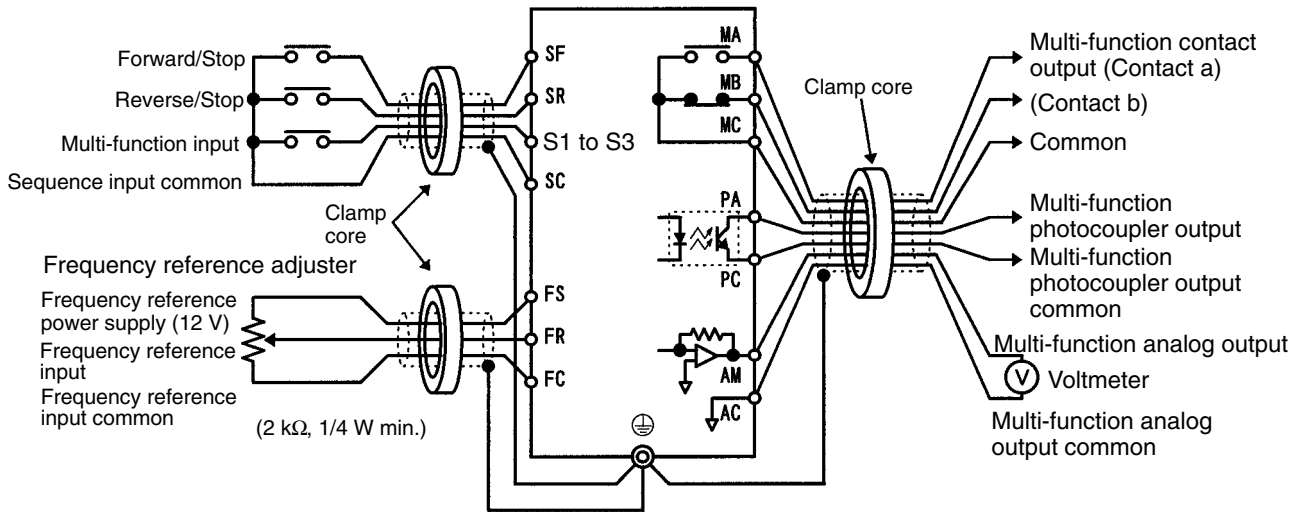 Forward/Stop
Reverse/Stop
Multi-function input
Sequence input common
Clamp
core
Frequency reference adjuster
Frequency reference
power supply (12 V)
Frequency reference
input
Frequency reference
input common
(2 kΩ, 1/4 W min.)
SF
SR
S1 to S3
SC
FS
FR
FC
MA
MB
MC
PA
PC
AM
AC
Clamp core
Multi-function contact
output (Contact a)
(Contact b)
Common
Multi-function
photocoupler output
Multi-function
photocoupler output
common
Multi-function analog output
V
Voltmeter
Multi-function analog
output common